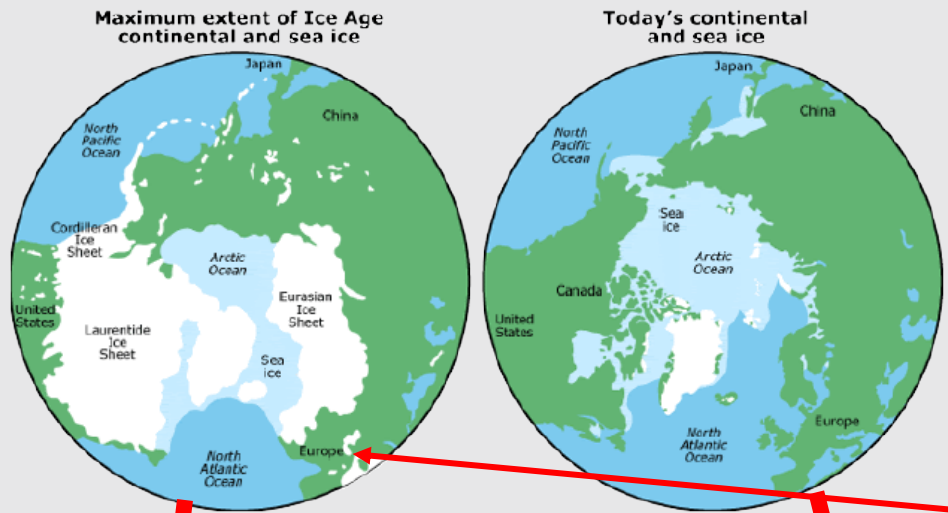 Maximum extent of Ice Age
continental and sea ice
Japan
China
North
Pacific
Ocean
Cordilleran
Ice
Sheet
Arctic
Ocean
United
States
Laurentide
Ice
Sheet
Eurasian
Ice
Sheet
Sea
ice
Europe
North
Atlantic
Ocean
Today's continental
and sea ice
Japan
China
North
Pacific
Ocean
Sea
ice
Arctic
Ocean
Canada
United
States
Europe
North
Atlantic
Ocean